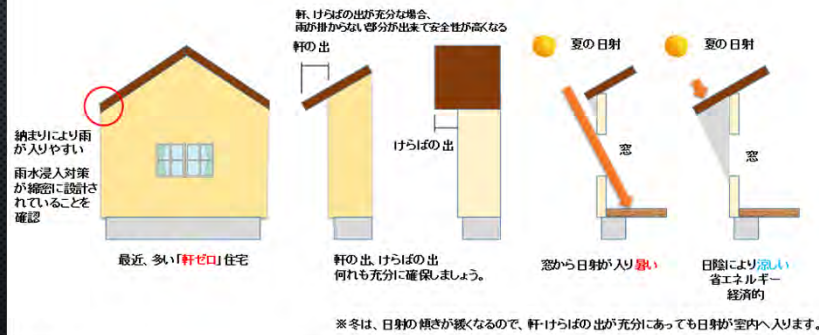 軒、けらばの出が充分な場合、
雨が掛からない部分が出来て安全性が高くなる
軒の出
夏の日射
夏の日射
納まりにより雨
が入りやすい
雨水浸入対策
が綿密に設計さ
れていることを
確認
けらばの出
窓
窓
最近、多い「軒ゼロ」住宅
軒の出、けらばの出
何れも充分に確保しましょう。
窓から日射が入り暑い
日陰により涼しい
省エネルギー
経済的
※冬は、日射の傾きが緩くなるので、軒・けらばの出が充分にあっても日射が室内へ入ります。